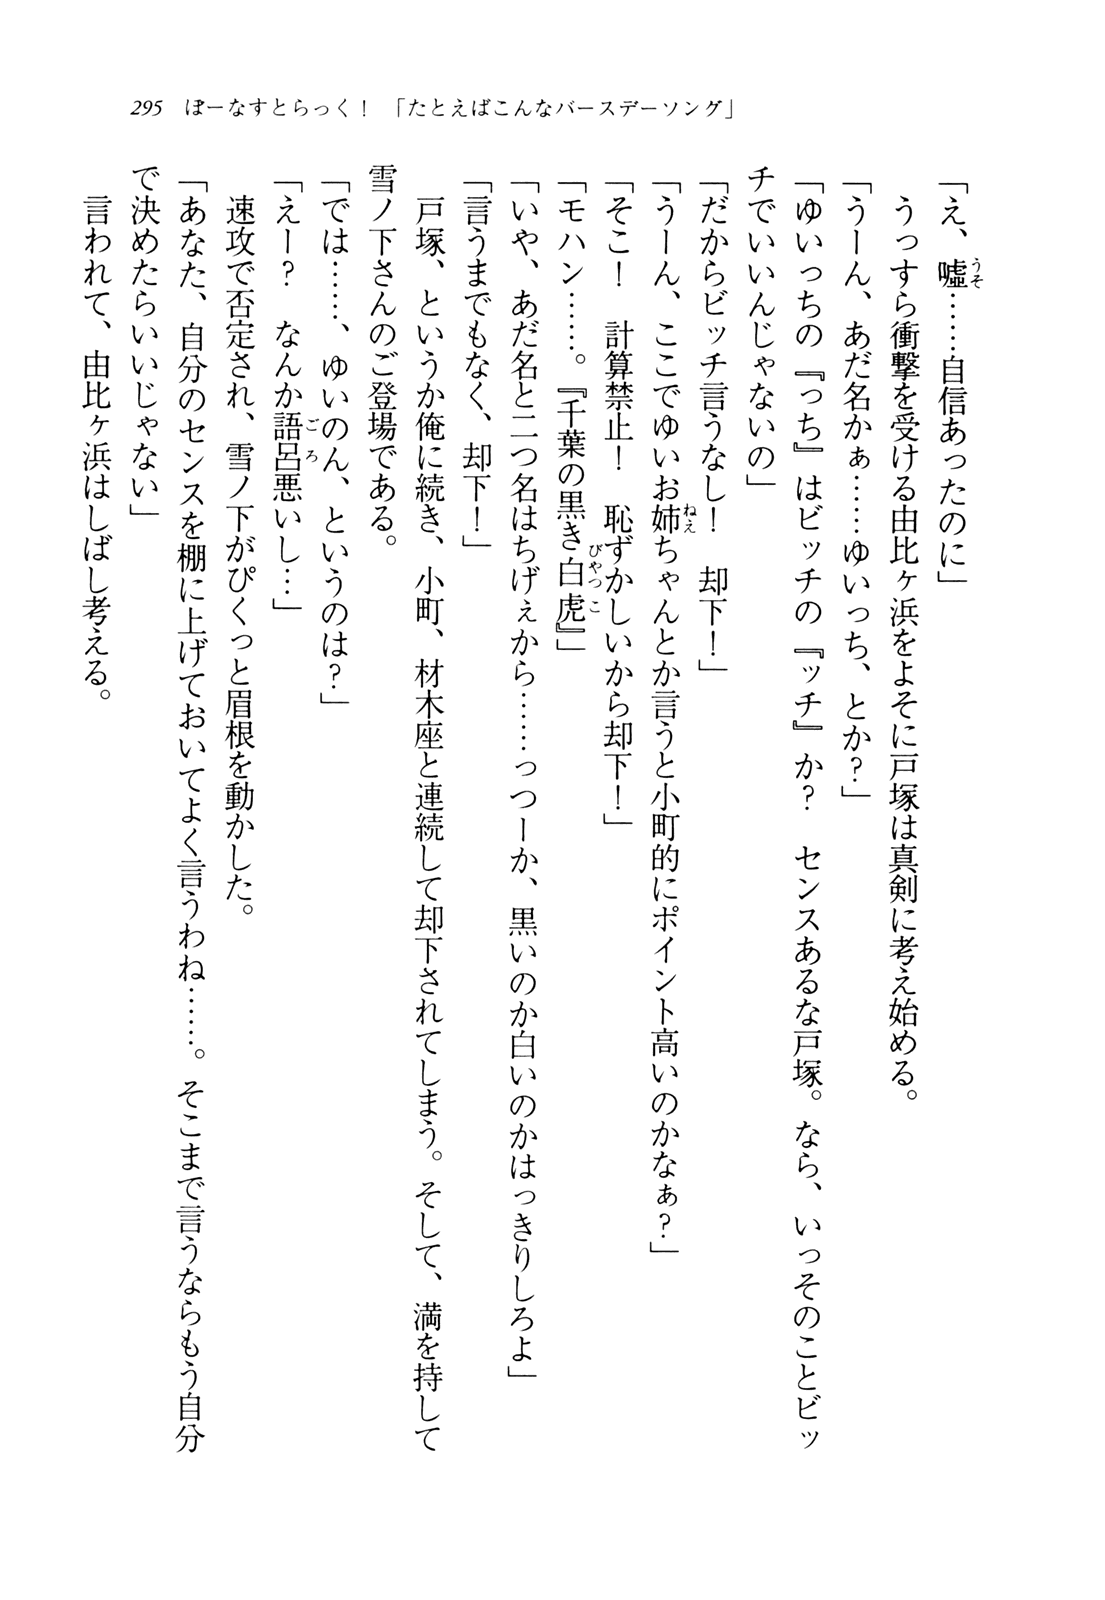 295 ぼーなすとらっく！ 「たとえばこんなバースデーソング」
「え、嘘……自信あったのに」
うっすら衝撃を受ける由比ヶ浜をよそに戸塚は真剣に考え始める。
「うーん、あだ名かぁ……ゆいっち、とか？」
「ゆいっちの『っち』はビッチの『ッチ』か？　センスあるな戸塚。なら、いっそのことビッ
チでいいんじゃないの」
「だからビッチ言うなし！　却下！」
「うーん、ここでゆいお姉ちゃんとか言うと小町的にポイント高いのかなぁ？」
「そこ！　計算禁止！　恥ずかしいから却下！」
「モハン……。『千葉の黒き白虎』」
「いや、あだ名と二つ名はちげぇから……っつーか、黒いのか白いのかはっきりしろよ」
「言うまでもなく、却下！」
戸塚、というか俺に続き、小町、材木座と連続して却下されてしまう。そして、満を持して
雪ノ下さんのご登場である。
「では……、ゆいのん、というのは？」
「えー？　なんか語呂悪いし…」
速攻で否定され、雪ノ下がぴくっと眉根を動かした。
「あなた、自分のセンスを棚に上げておいてよく言うわね……。そこまで言うならもう自分
で決めたらいいじゃない」
言われて、由比ヶ浜はしばし考える。
うそ
ねえ
びやつこ
ごろ